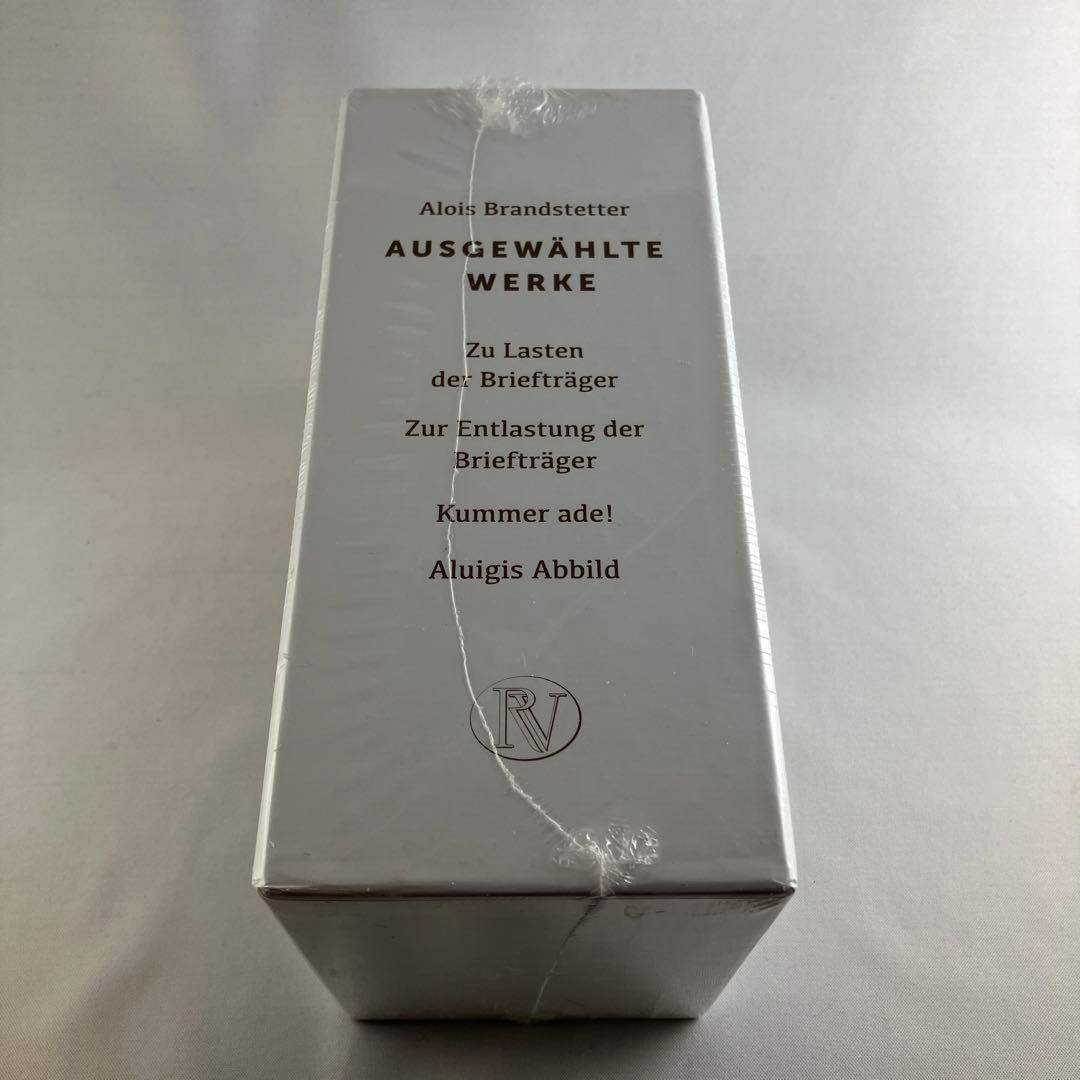 Alois Brandstetter
AUSGEWÄHLTE
WERKE
Zu Lasten
der Briefträger
Zur Entlastung der
Briefträger
Kummer ade!
Aluigis Abbild
RV